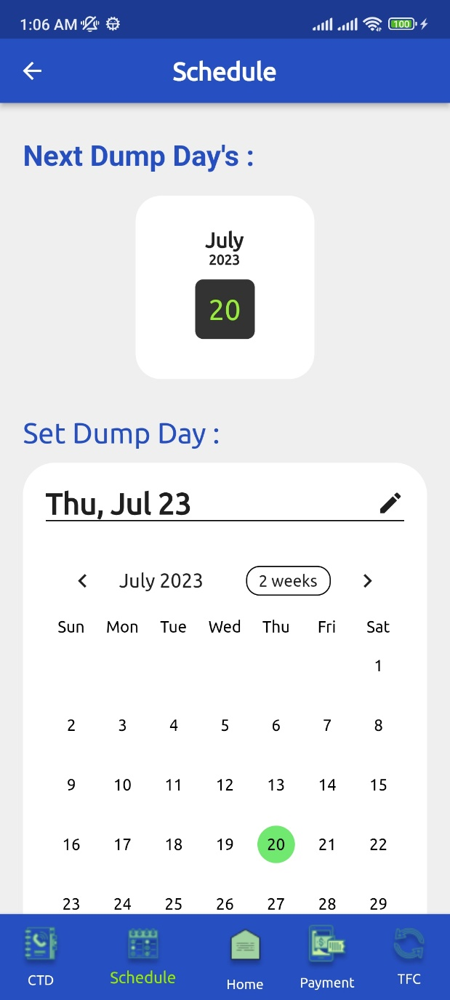 1:06 AM 100
Schedule
Next Dump Day's :
July
2023
20
Set Dump Day :
Thu, Jul 23
July 2023 2 weeks
Sun Mon Tue Wed Thu Fri Sat
1
2 3 4 5 6 7 8
9 10 11 12 13 14 15
16 17 18 19 20 21 22
23 24 25 26 27 28 29
CTD Schedule Home Payment TFC